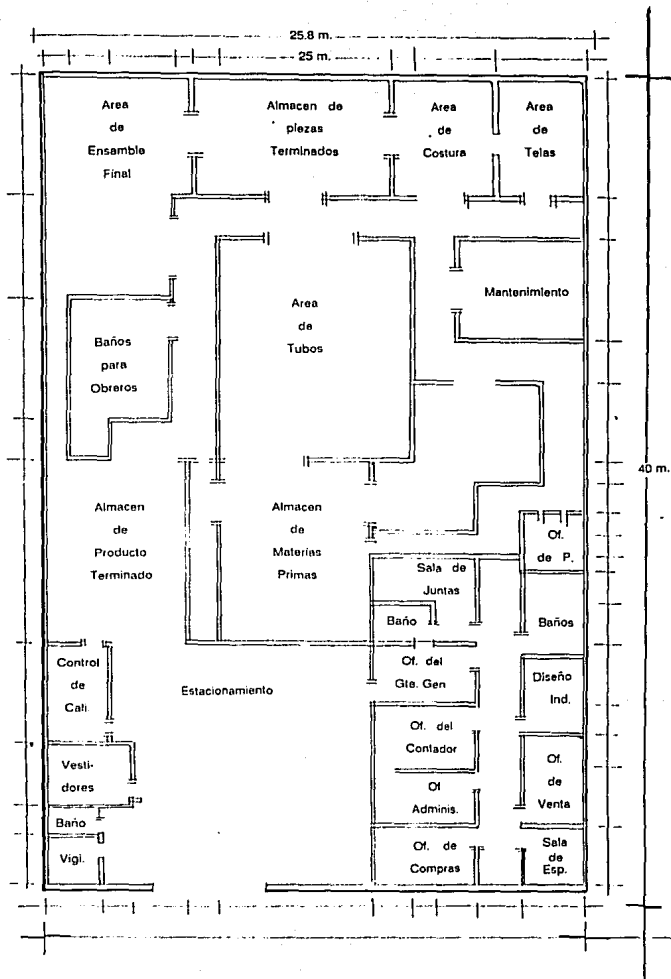 25.8 m.
25 m.
Area
de
Ensamble
Final
Almacen de
piezas
Terminados
Area
de
Costura
Area
de
Telas
Mantenimiento
Area
de
Tubos
Baños
para
Obreros
40 m.
Almacen
de
Producto
Terminado
Almacen
de
Materías
Primas
Of.
de P.
Sala de
Juntas
Baño
Baños
Control
de
Cali.
Estacionamiento
Of. del
Gte. Gen
Diseño
Ind.
Of. del
Contador
Vesti-
dores
Of.
de
Venta
Of
Adminis.
Baño
Vigi.
Of. de
Compras
Sala
de
Esp.